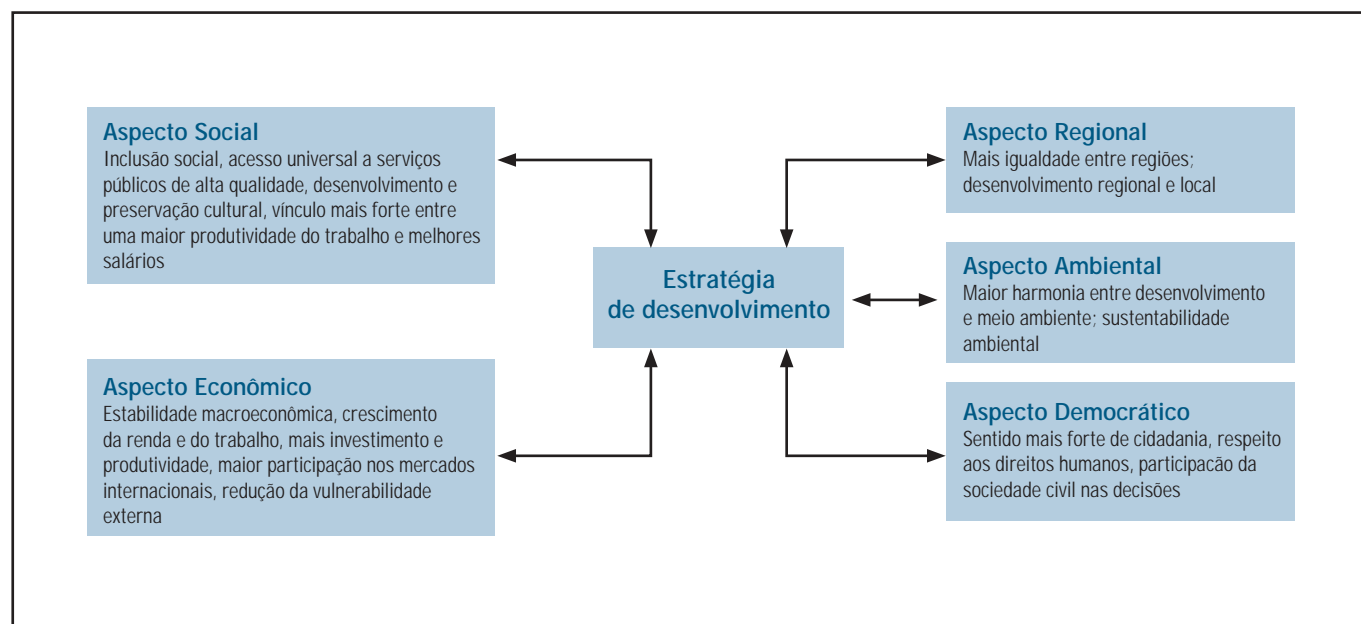 Aspecto Social
Inclusão social, acesso universal a serviços
públicos de alta qualidade, desenvolvimento e
preservação cultural, vínculo mais forte entre
uma maior produtividade do trabalho e melhores
salários
Aspecto Econômico
Estabilidade macroeconômica, crescimento
da renda e do trabalho, mais investimento e
produtividade, maior participação nos mercados
internacionais, redução da vulnerabilidade
externa
Estratégia
de desenvolvimento
Aspecto Regional
Mais igualdade entre regiões;
desenvolvimento regional e local
Aspecto Ambiental
Maior harmonia entre desenvolvimento
e meio ambiente; sustentabilidade
ambiental
Aspecto Democrático
Sentido mais forte de cidadania, respeito
aos direitos humanos, participacão da
sociedade civil nas decisões